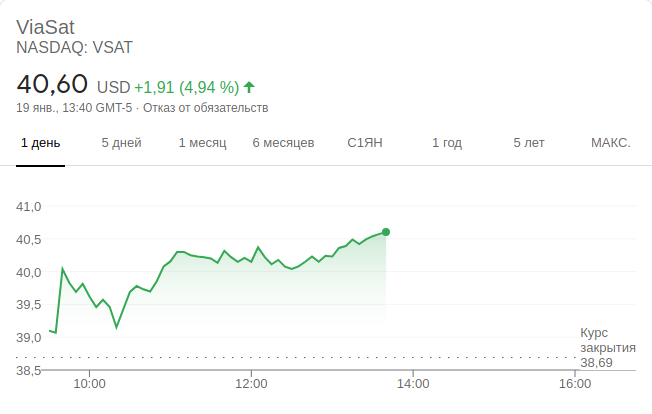 ViaSat
NASDAQ: VSAT
40,60 USD +1,91 (4,94 %)
19 янв., 13:40 GMT-5 · Отказ от обязательств
1 день 5 дней 1 месяц 6 месяцев С1ЯН 1 год 5 лет МАКС.
41,0
40,5
40,0
39,5
39,0
Курс
закрытия
38,69
38,5
10:00 12:00 14:00 16:00